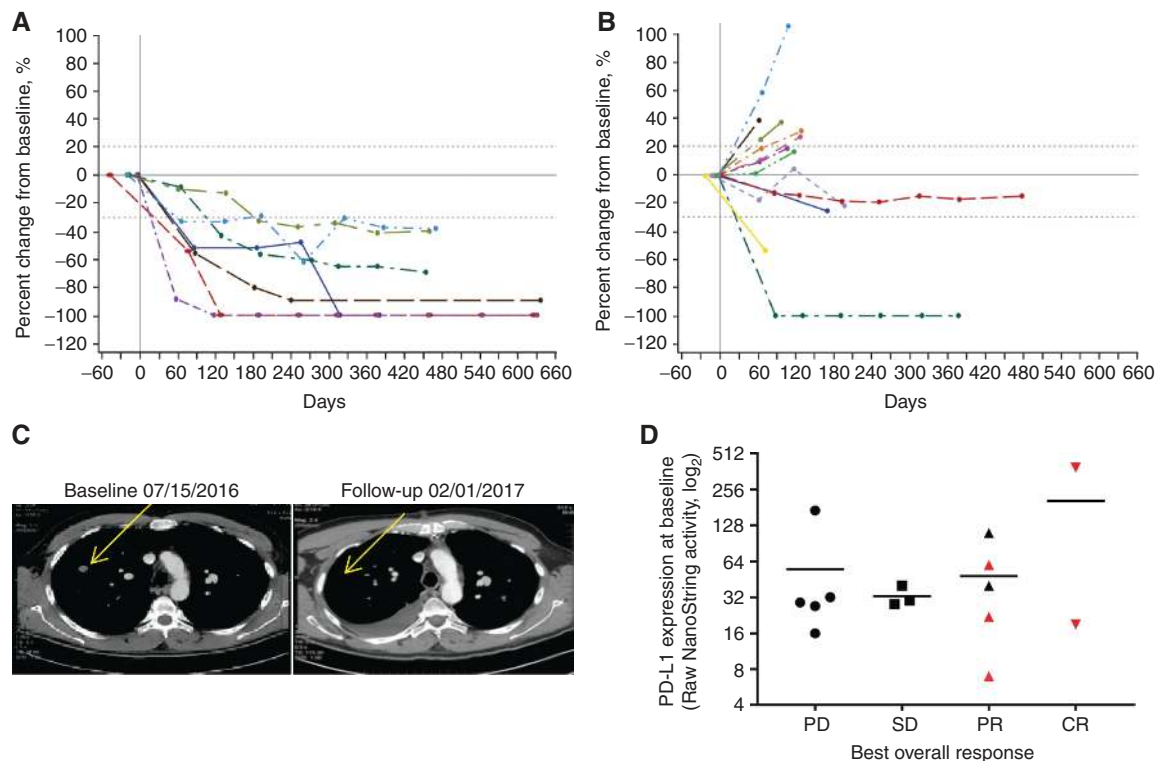 A
Percent change from baseline, %
100
80
60
40
20
0
−20
−40
−60
−80
−100
−120
−60 0 60 120 180 240 300 360 420 480 540 600 660
Days
B
Percent change from baseline, %
100
80
60
40
20
0
−20
−40
−60
−80
−100
−120
−60 0 60 120 180 240 300 360 420 480 540 600 660
Days
C
Baseline 07/15/2016
Follow-up 02/01/2017
D
PD-L1 expression at baseline
(Raw NanoString activity, log2)
512
256
128
64
32
16
8
4
PD SD PR CR
Best overall response